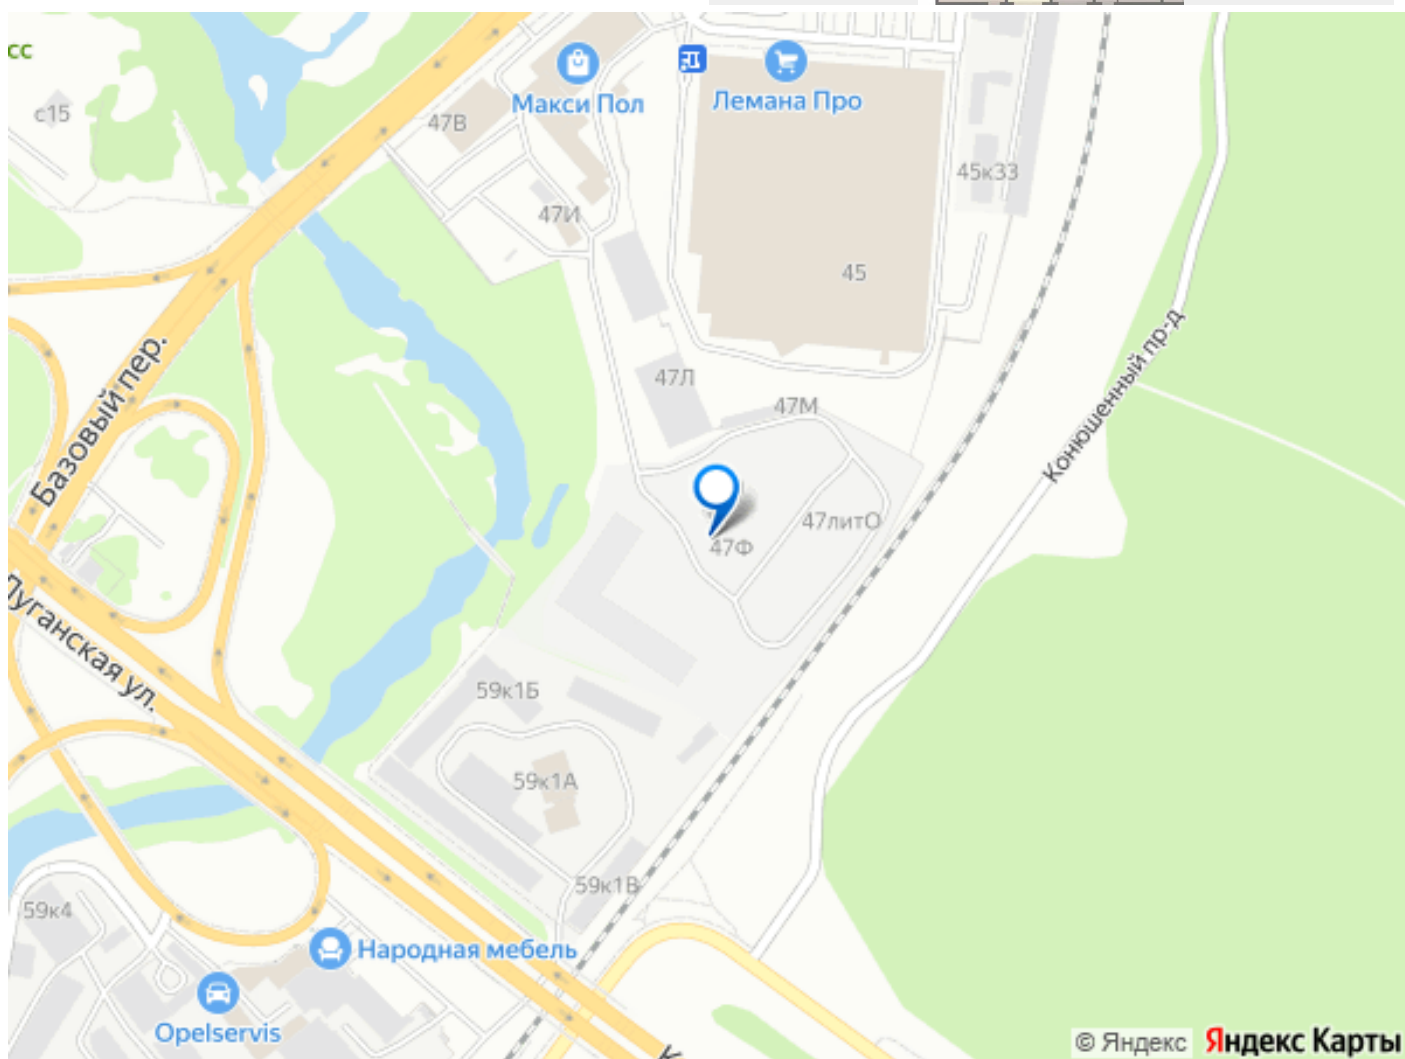 сс
с15
47В
Макси Пол
Лемана Про
45к33
47И
45
Базовый пер.
47Л
47М
Конюшенный пр-д
47литО
47Ф
Луганская ул.
59к1Б
59к1А
59к1В
59к4
Народная мебель
Opelservis
© Яндекс Яндекс Карты